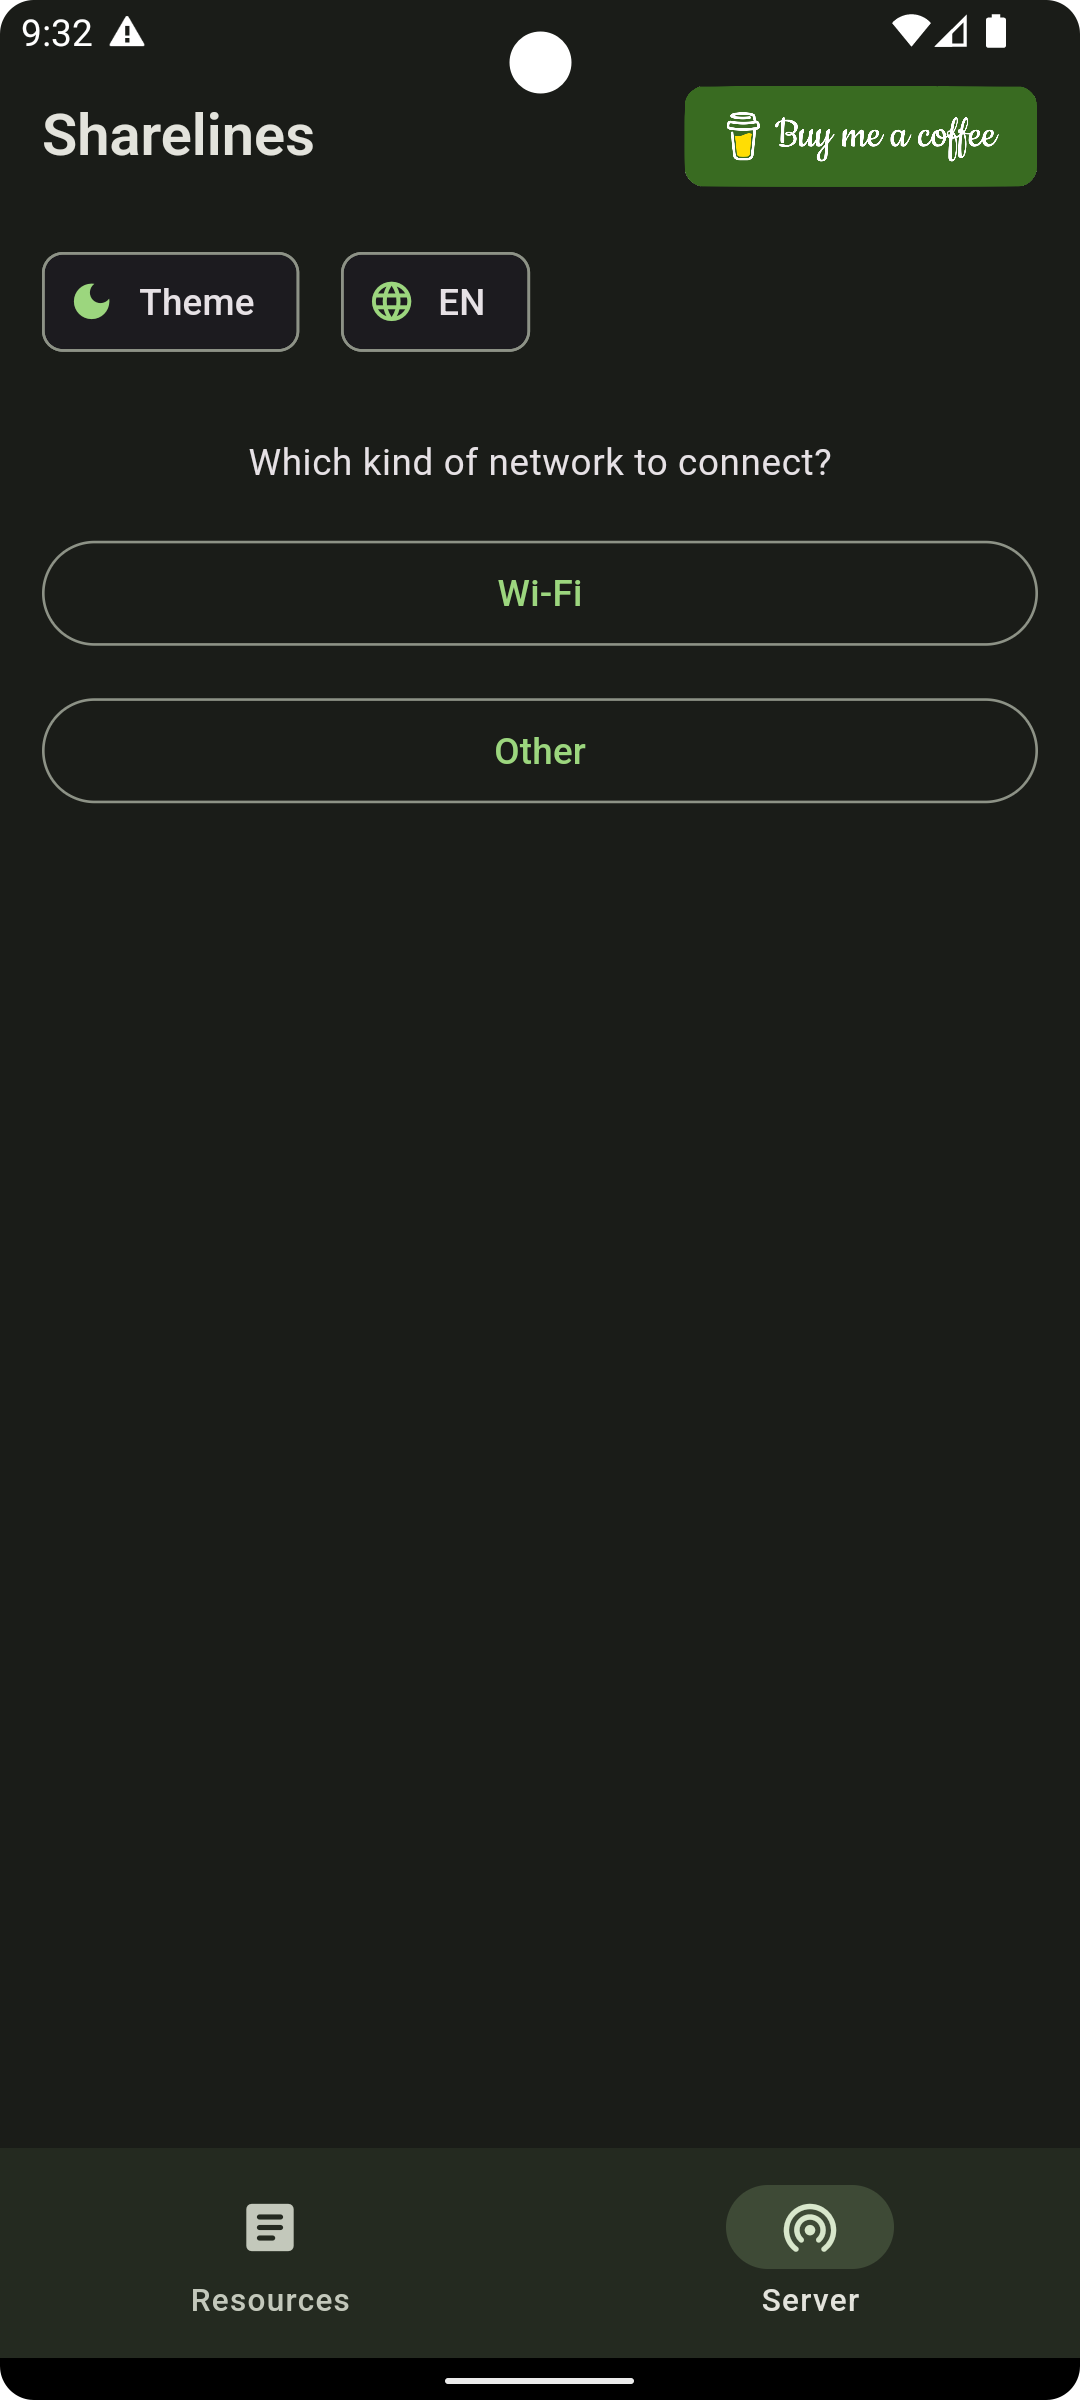 9:32
Sharelines
Buy me a coffee
Theme
EN
Which kind of network to connect?
Wi-Fi
Other
Resources
Server